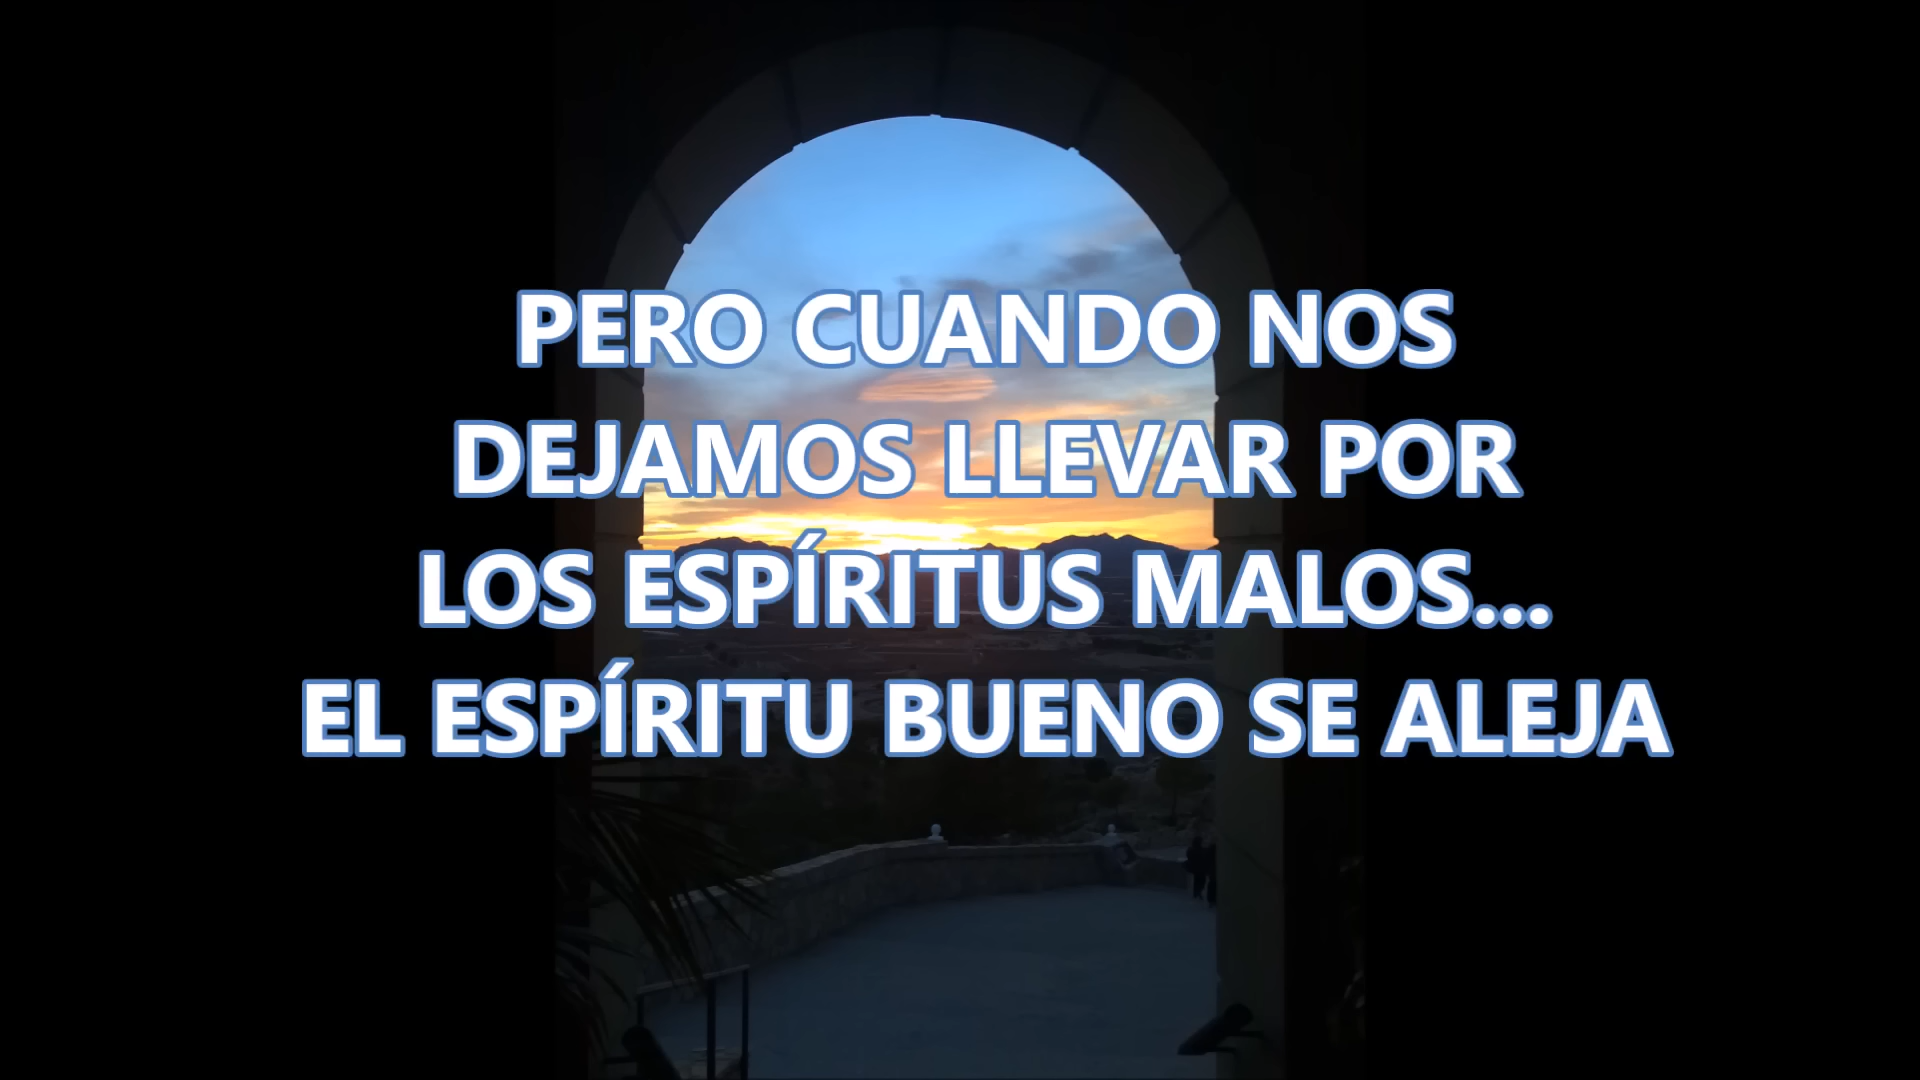 PERO CUANDO NOS
DEJAMOS LLEVAR POR
LOS ESPÍRITUS MALOS...
EL ESPÍRITU BUENO SE ALEJA